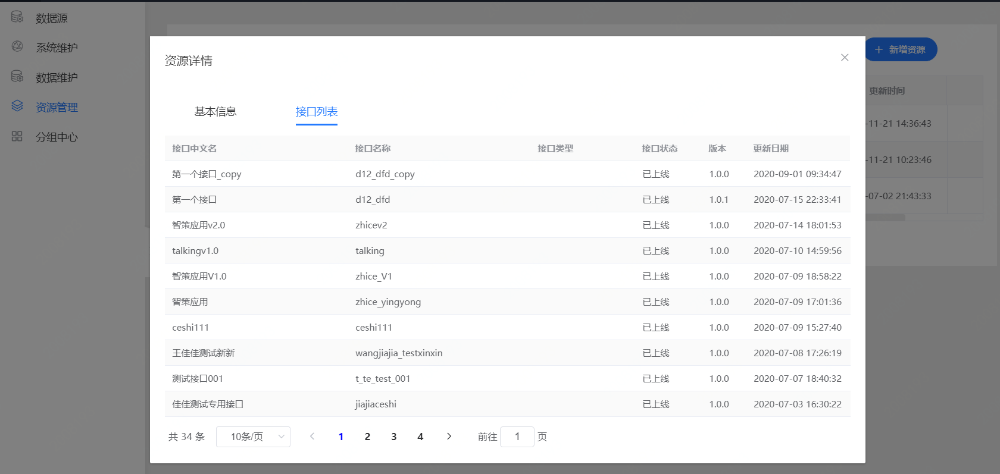 数据源
系统维护
数据维护
资源管理
分组中心
+ 新增资源
更新时间
-11-21 14:36:43
-11-21 10:23:46
-07-02 21:43:33
资源详情
基本信息 接口列表
接口中文名 接口名称 接口类型 接口状态 版本 更新日期
第一个接口_copy d12_dfd_copy 已上线 1.0.0 2020-09-01 09:34:47
第一个接口 d12_dfd 已上线 1.0.1 2020-07-15 22:33:41
智策应用v2.0 zhicev2 已上线 1.0.0 2020-07-14 18:01:53
talkingv1.0 talking 已上线 1.0.0 2020-07-10 14:59:56
智策应用V1.0 zhice_V1 已上线 1.0.0 2020-07-09 18:58:22
智策应用 zhice_yingyong 已上线 1.0.0 2020-07-09 17:01:36
ceshi111 ceshi111 已上线 1.0.0 2020-07-09 15:27:40
王佳佳测试新新 wangjiajia_testxinxin 已上线 1.0.0 2020-07-08 17:26:19
测试接口001 t_te_test_001 已上线 1.0.0 2020-07-07 18:40:32
佳佳测试专用接口 jiajiaceshi 已上线 1.0.0 2020-07-03 16:30:22
共 34 条 10条/页 < 1 2 3 4 > 前往 1 页